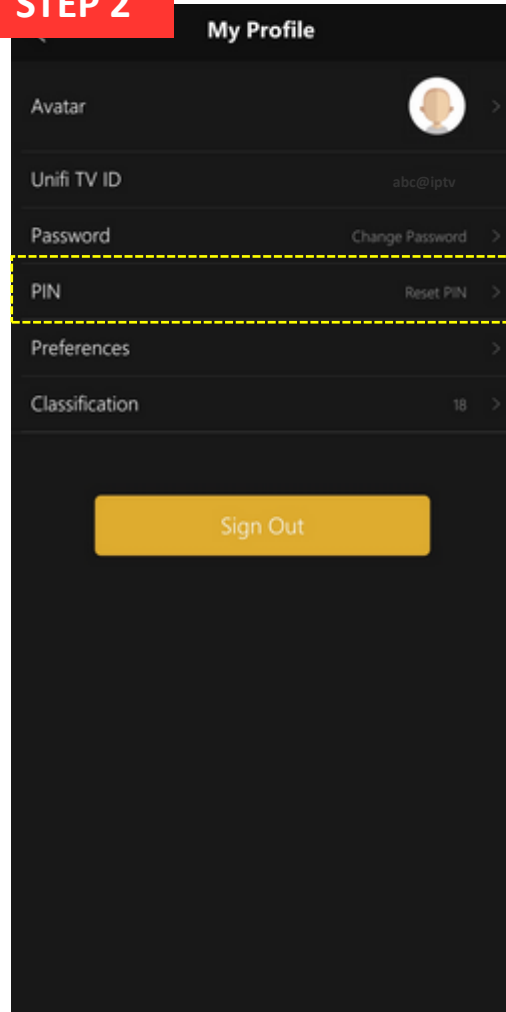 STEP 2
My Profile
Avatar
Unifi TV ID abc@iptv
Password Change Password
PIN Reset PIN
Preferences
Classification 18
Sign Out